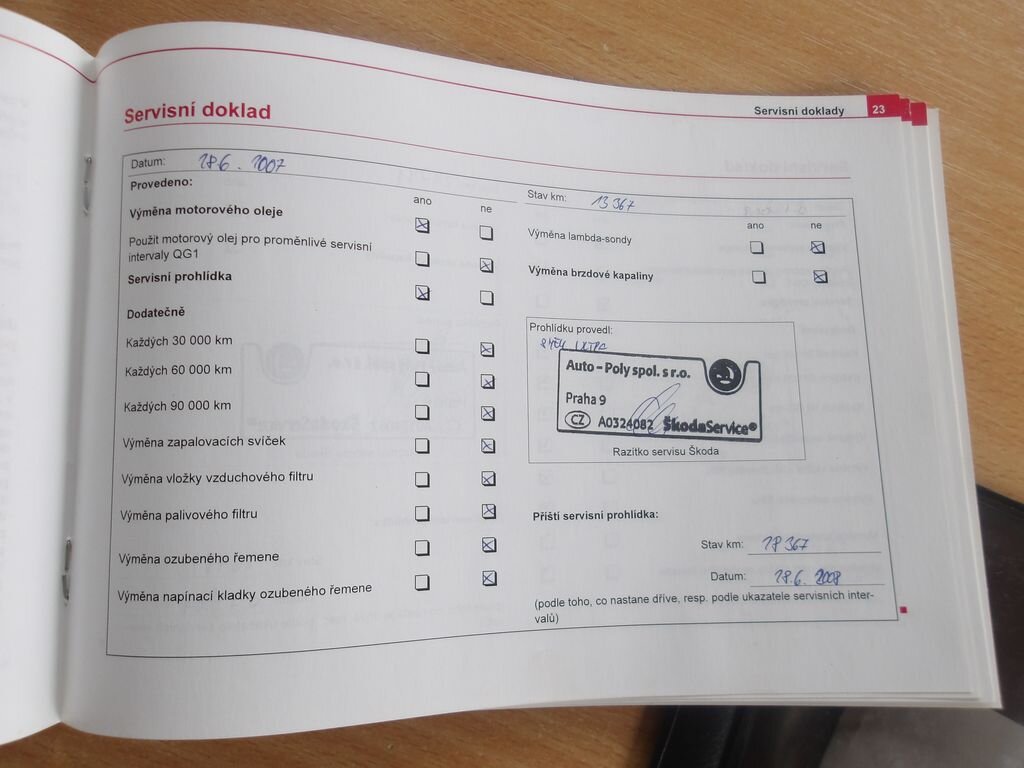 Servisní doklady 23
Servisní doklad
Datum: 28.6. 2007
Provedeno:
ano ne
Výměna motorového oleje
Použit motorový olej pro proměnlivé servisní
intervaly QG1
Servisní prohlídka
Dodatečně
Každých 30 000 km
Každých 60 000 km
Každých 90 000 km
Výměna zapalovacích svíček
Výměna vložky vzduchového filtru
Výměna palivového filtru
Výměna ozubeného řemene
Výměna napínací kladky ozubeného řemene
Stav km: 13 367
ano ne
Výměna lambda-sondy
Výměna brzdové kapaliny
Prohlídku provedl:
Auto - Poly spol. s r.o.
Praha 9
CZ A0324082 ŠkodaService®
Razítko servisu Škoda
Příští servisní prohlídka:
Stav km: 28 367
Datum: 28.6. 2008
(podle toho, co nastane dříve, resp. podle ukazatele servisních inter-
valů)